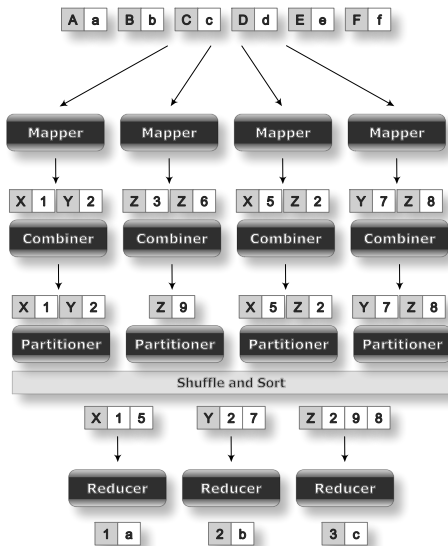 A a B b C c D d E e F f
Mapper Mapper Mapper Mapper
X 1 Y 2 Z 3 Z 6 X 5 Z 2 Y 7 Z 8
Combiner Combiner Combiner Combiner
X 1 Y 2 Z 9 X 5 Z 2 Y 7 Z 8
Partitioner Partitioner Partitioner Partitioner
Shuffle and Sort
X 1 5 Y 2 7 Z 2 9 8
Reducer Reducer Reducer
1 a 2 b 3 c